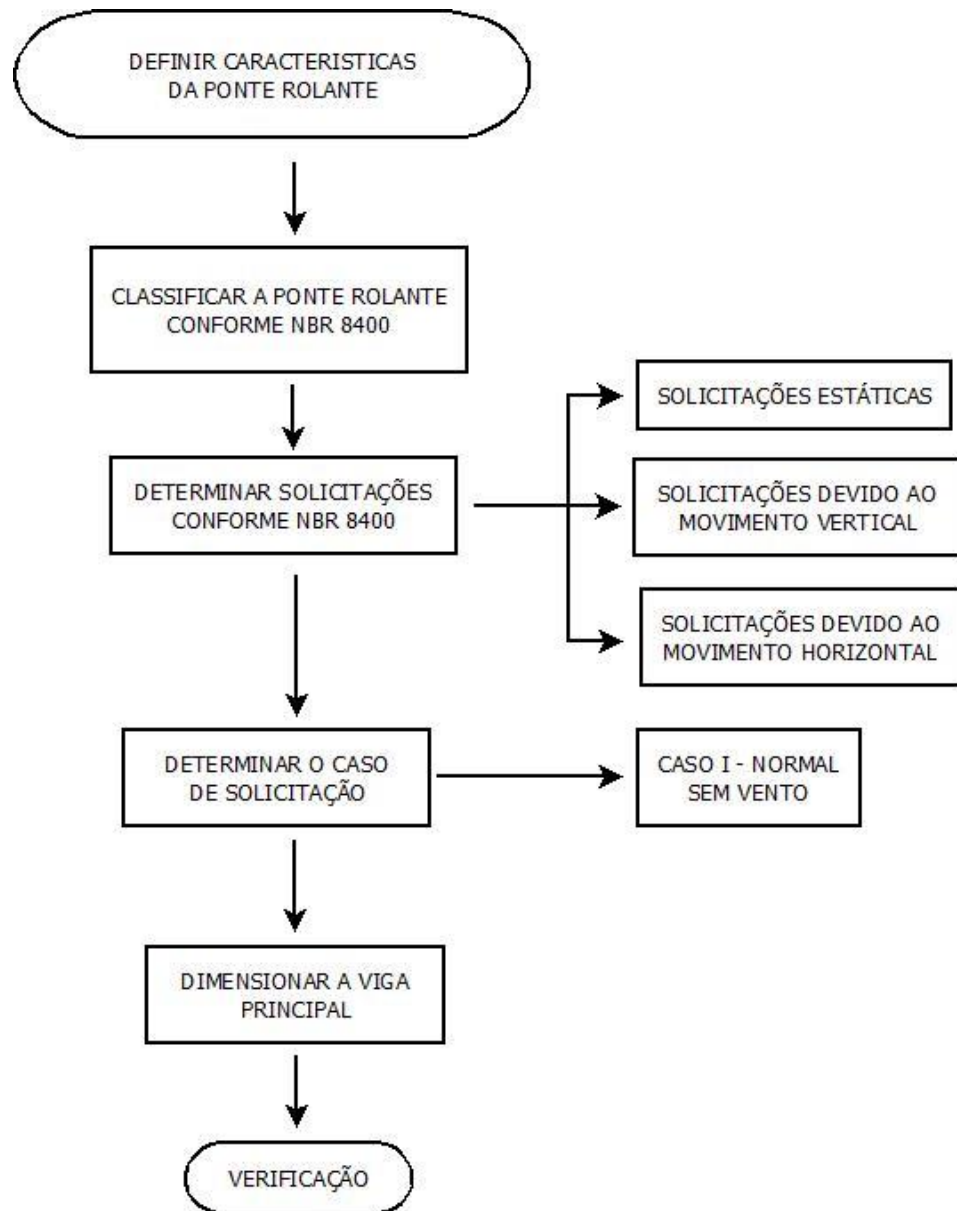 DEFINIR CARACTERISTICAS
DA PONTE ROLANTE
CLASSIFICAR A PONTE ROLANTE
CONFORME NBR 8400
DETERMINAR SOLICITAÇÕES
CONFORME NBR 8400
SOLICITAÇÕES ESTÁTICAS
SOLICITAÇÕES DEVIDO AO
MOVIMENTO VERTICAL
SOLICITAÇÕES DEVIDO AO
MOVIMENTO HORIZONTAL
DETERMINAR O CASO
DE SOLICITAÇÃO
CASO I - NORMAL
SEM VENTO
DIMENSIONAR A VIGA
PRINCIPAL
VERIFICAÇÃO